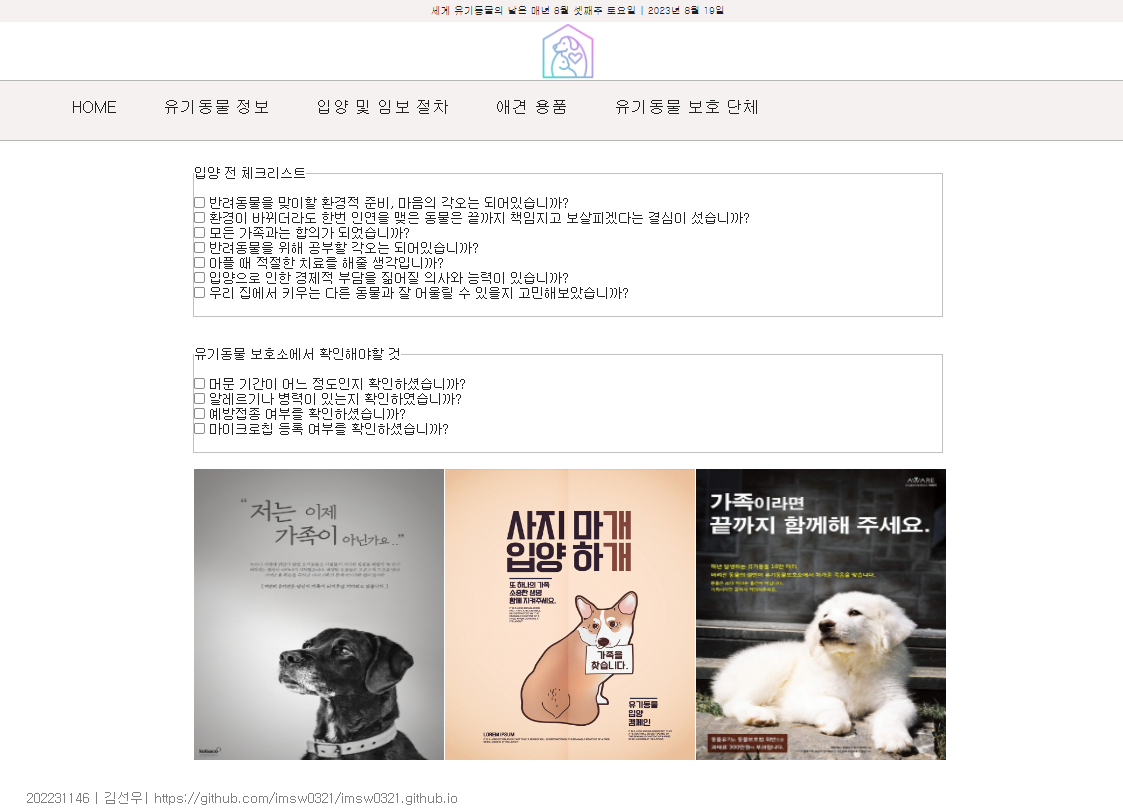 세계 유기동물의 날은 매년 8월 셋째주 토요일 | 2023년 8월 19일
HOME 유기동물 정보 입양 및 임보 절차 애견 용품 유기동물 보호 단체
입양 전 체크리스트
반려동물을 맞이할 환경적 준비, 마음의 각오는 되어있습니까?
환경이 바뀌더라도 한번 인연을 맺은 동물은 끝까지 책임지고 보살피겠다는 결심이 섰습니까?
모든 가족과는 합의가 되었습니까?
반려동물을 위해 공부할 각오는 되어있습니까?
아플 때 적절한 치료를 해줄 생각입니까?
입양으로 인한 경제적 부담을 짊어질 의사와 능력이 있습니까?
우리 집에서 키우는 다른 동물과 잘 어울릴 수 있을지 고민해보았습니까?
유기동물 보호소에서 확인해야할 것
머문 기간이 어느 정도인지 확인하셨습니까?
알레르기나 병력이 있는지 확인하였습니까?
예방접종 여부를 확인하셨습니까?
마이크로칩 등록 여부를 확인하셨습니까?
“저는 이제
가족이 아닌가요..”
사지 마개
입양 하개
또 하나의 가족
소중한 생명
함께 지켜주세요.
가족을
찾습니다.
유기동물
입양
캠페인
LOREM IPSUM
AWARE
가족이라면
끝까지 함께해 주세요.
202231146 | 김선우| https://github.com/imsw0321/imsw0321.github.io